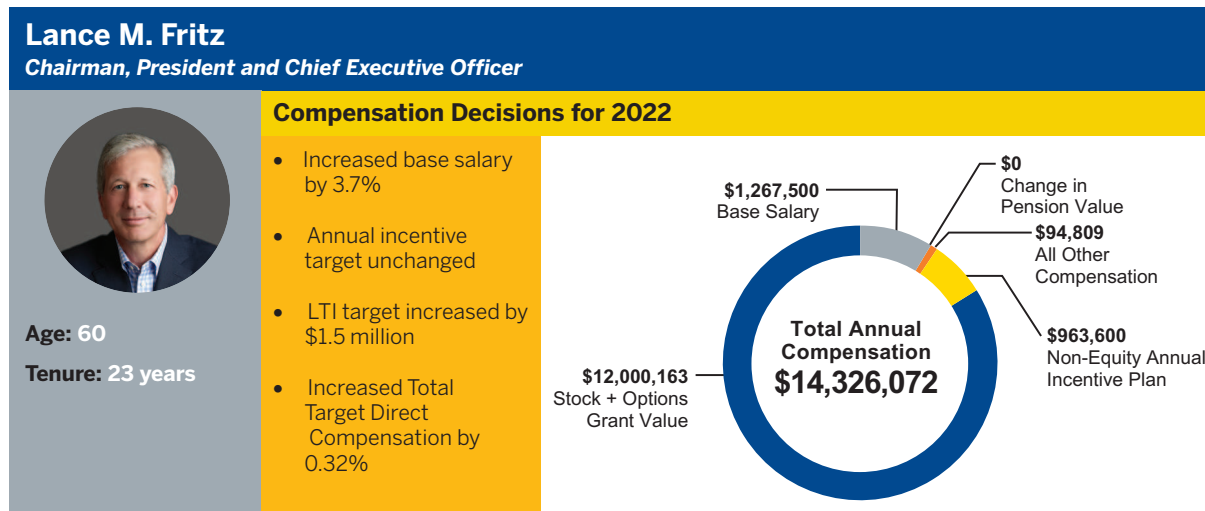 Lance M. Fritz
Chairman, President and Chief Executive Officer
Age: 60
Tenure: 23 years
Compensation Decisions for 2022
• Increased base salary
by 3.7%
• Annual incentive
target unchanged
• LTI target increased by
$1.5 million
• Increased Total
Target Direct
Compensation by
0.32%
$1,267,500
Base Salary
$0
Change in
Pension Value
$94,809
All Other
Compensation
$963,600
Non-Equity Annual
Incentive Plan
$12,000,163
Stock + Options
Grant Value
Total Annual
Compensation
$14,326,072